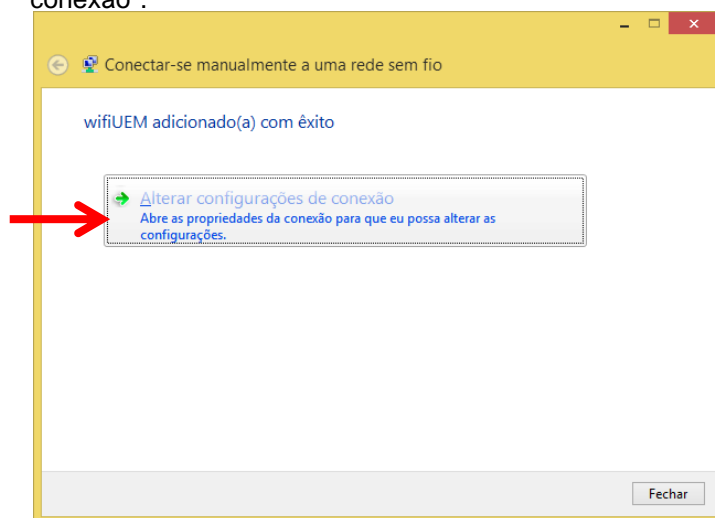 conexão".
Conectar-se manualmente a uma rede sem fio
wifiUEM adicionado(a) com êxito
Alterar configurações de conexão
Abre as propriedades da conexão para que eu possa alterar as
configurações.
Fechar